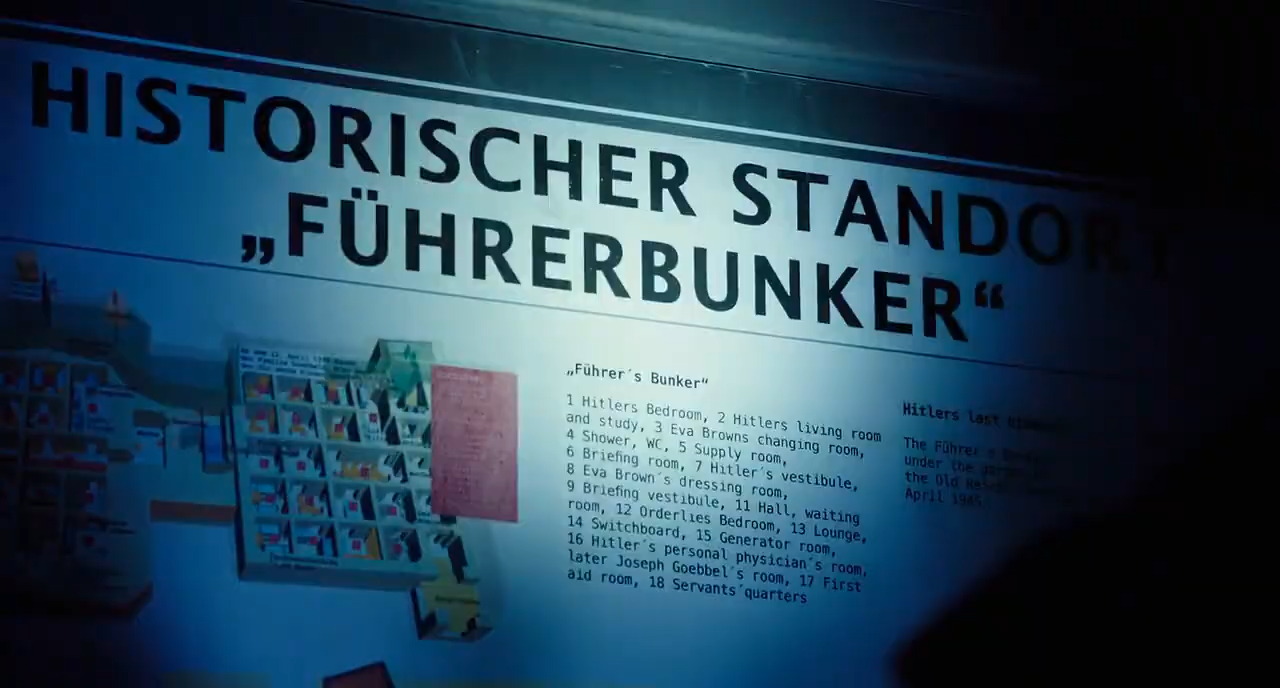 HISTORISCHER STANDORT
„FÜHRERBUNKER“
„Führer´s Bunker“
1 Hitlers Bedroom, 2 Hitlers living room
and study, 3 Eva Browns changing room,
4 Shower, WC, 5 Supply room,
6 Briefing room, 7 Hitler´s vestibule,
8 Eva Brown´s dressing room,
9 Briefing vestibule, 11 Hall, waiting
room, 12 Orderlies Bedroom, 13 Lounge,
14 Switchboard, 15 Generator room,
16 Hitler´s personal physician´s room,
later Joseph Goebbel´s room, 17 First
aid room, 18 Servants´quarters
Hitlers last
The Führer´s
under the
the Old
April 1945